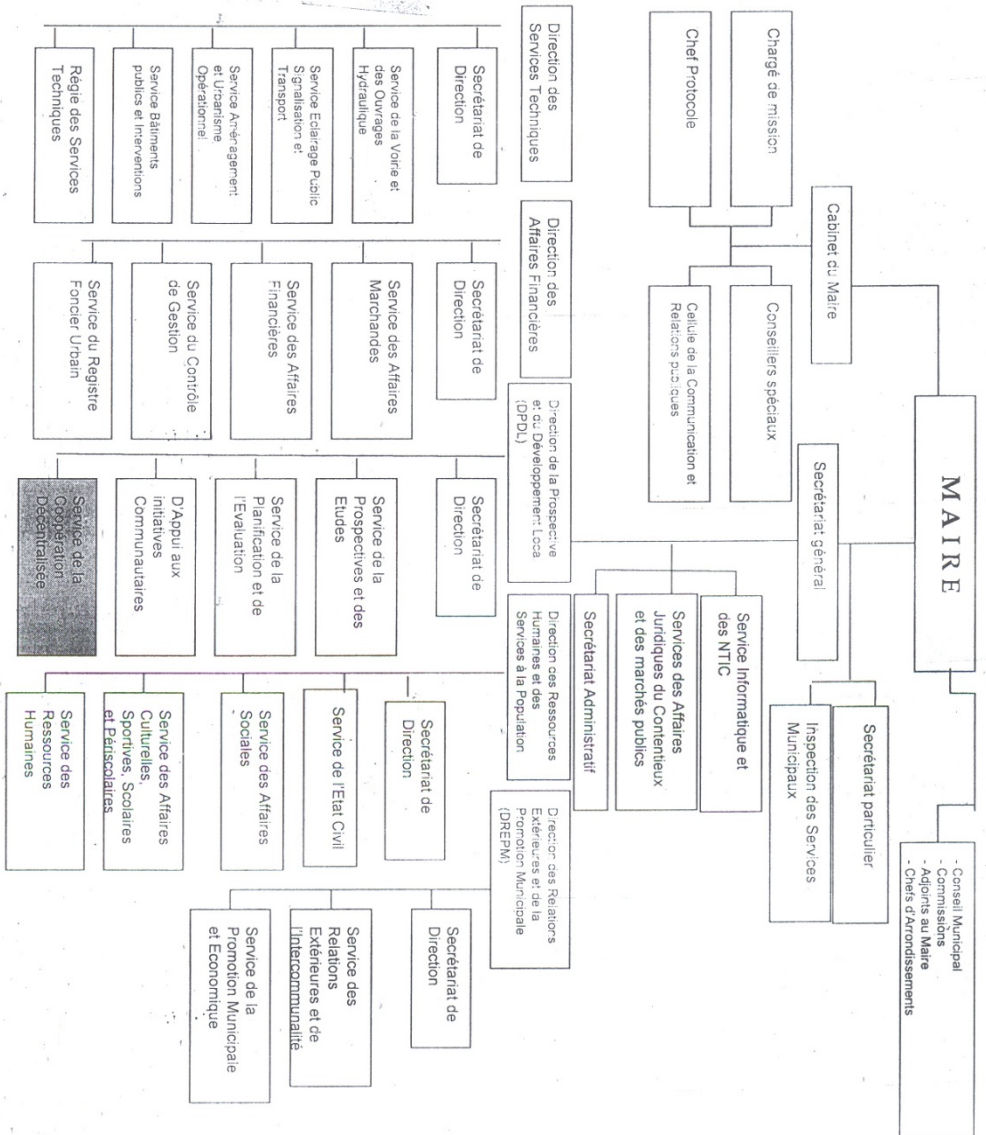 MAIRE
- Conseil Municipal
- Commissions
- Adjoints au Maire
- Chefs d'Arrondissements
Cabinet du Maire
Secrétariat général
Secrétariat particulier
Inspection des Services
Municipaux
Chargé de mission
Chef Protocole
Conseillers spéciaux
Cellule de la Communication et
Relations publiques
Service Informatique et
des NTIC
Services des Affaires
Juridiques du Contentieux
et des marchés publics
Secrétariat Administratif
Direction des
Services Techniques
Direction des
Affaires Financières
Direction de la Prospective
et du Développement Loca
(DPDL)
Direction des Ressources
Humaines et des
Services à la Population
Direction des Relations
Extérieures et de la
Promotion Municipale
(DREPM)
Secrétariat de
Direction
Service de la Voirie et
des Ouvrages
Hydraulique
Service Eclairage Public
Signalisation et
Transport
Service Aménagement
et Urbanisme
Opérationnel
Service Bâtiments
publics et Interventions
Régie des Services
Techniques
Secrétariat de
Direction
Service des Affaires
Marchandes
Service des Affaires
Financières
Service du Contrôle
de Gestion
Service du Registre
Foncier Urbain
Secrétariat de
Direction
Service de la
Prospectives et des
Etudes
Service de la
Planification et de
l'Evaluation
D'Appui aux
initiatives
Communautaires
Service de la
Coopération
Décentralisée
Secrétariat de
Direction
Service de l'Etat Civil
Service des Affaires
Sociales
Service des Affaires
Culturelles,
Sportives, Scolaires
et Périscolaires
Service des
Ressources
Humaines
Secrétariat de
Direction
Service des
Relations
Extérieures et de
l'Intercommunalité
Service de la
Promotion Municipale
et Economique